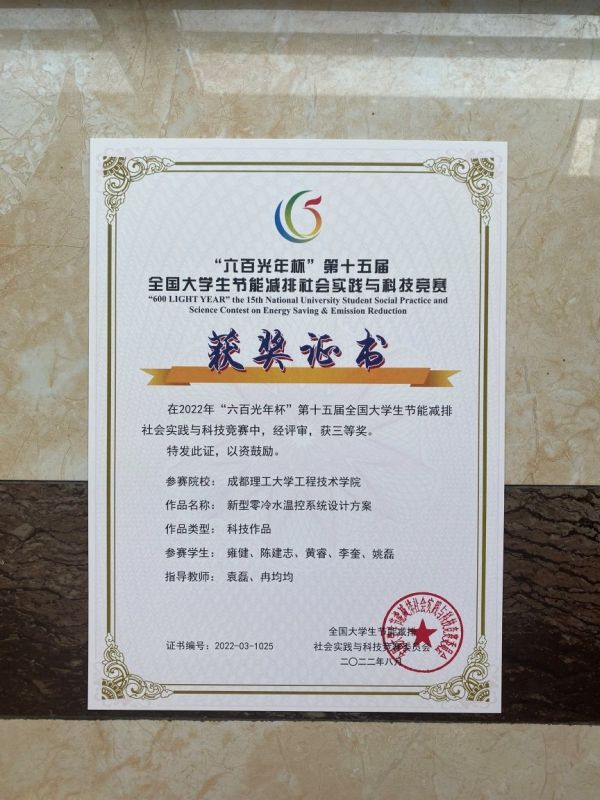 “六百光年杯”第十五届
全国大学生节能减排社会实践与科技竞赛
“600 LIGHT YEAR” the 15th National University Student Social Practice and
Science Contest on Energy Saving & Emission Reduction
获奖证书
在2022年“六百光年杯”第十五届全国大学生节能减排
社会实践与科技竞赛中，经评审，获三等奖。
特发此证，以资鼓励。
参赛院校： 成都理工大学工程技术学院
作品名称： 新型零冷水温控系统设计方案
作品类型： 科技作品
参赛学生： 雍健、陈建志、黄睿、李奎、姚磊
指导教师： 袁磊、冉均均
全国大学生节能减排
证书编号：2022-03-1025
社会实践与科技竞赛委员会
二〇二二年八月